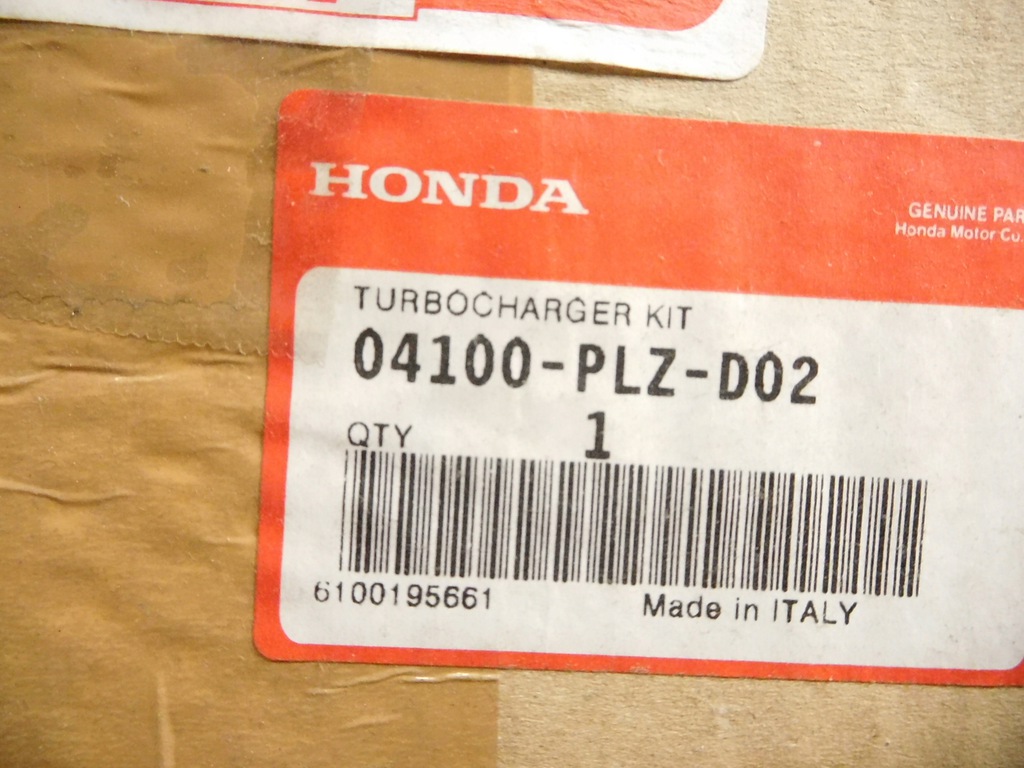 HONDA
GENUINE PAR
Honda Motor Co.
TURBOCHARGER KIT
04100-PLZ-D02
QTY 1
6100195661
Made in ITALY